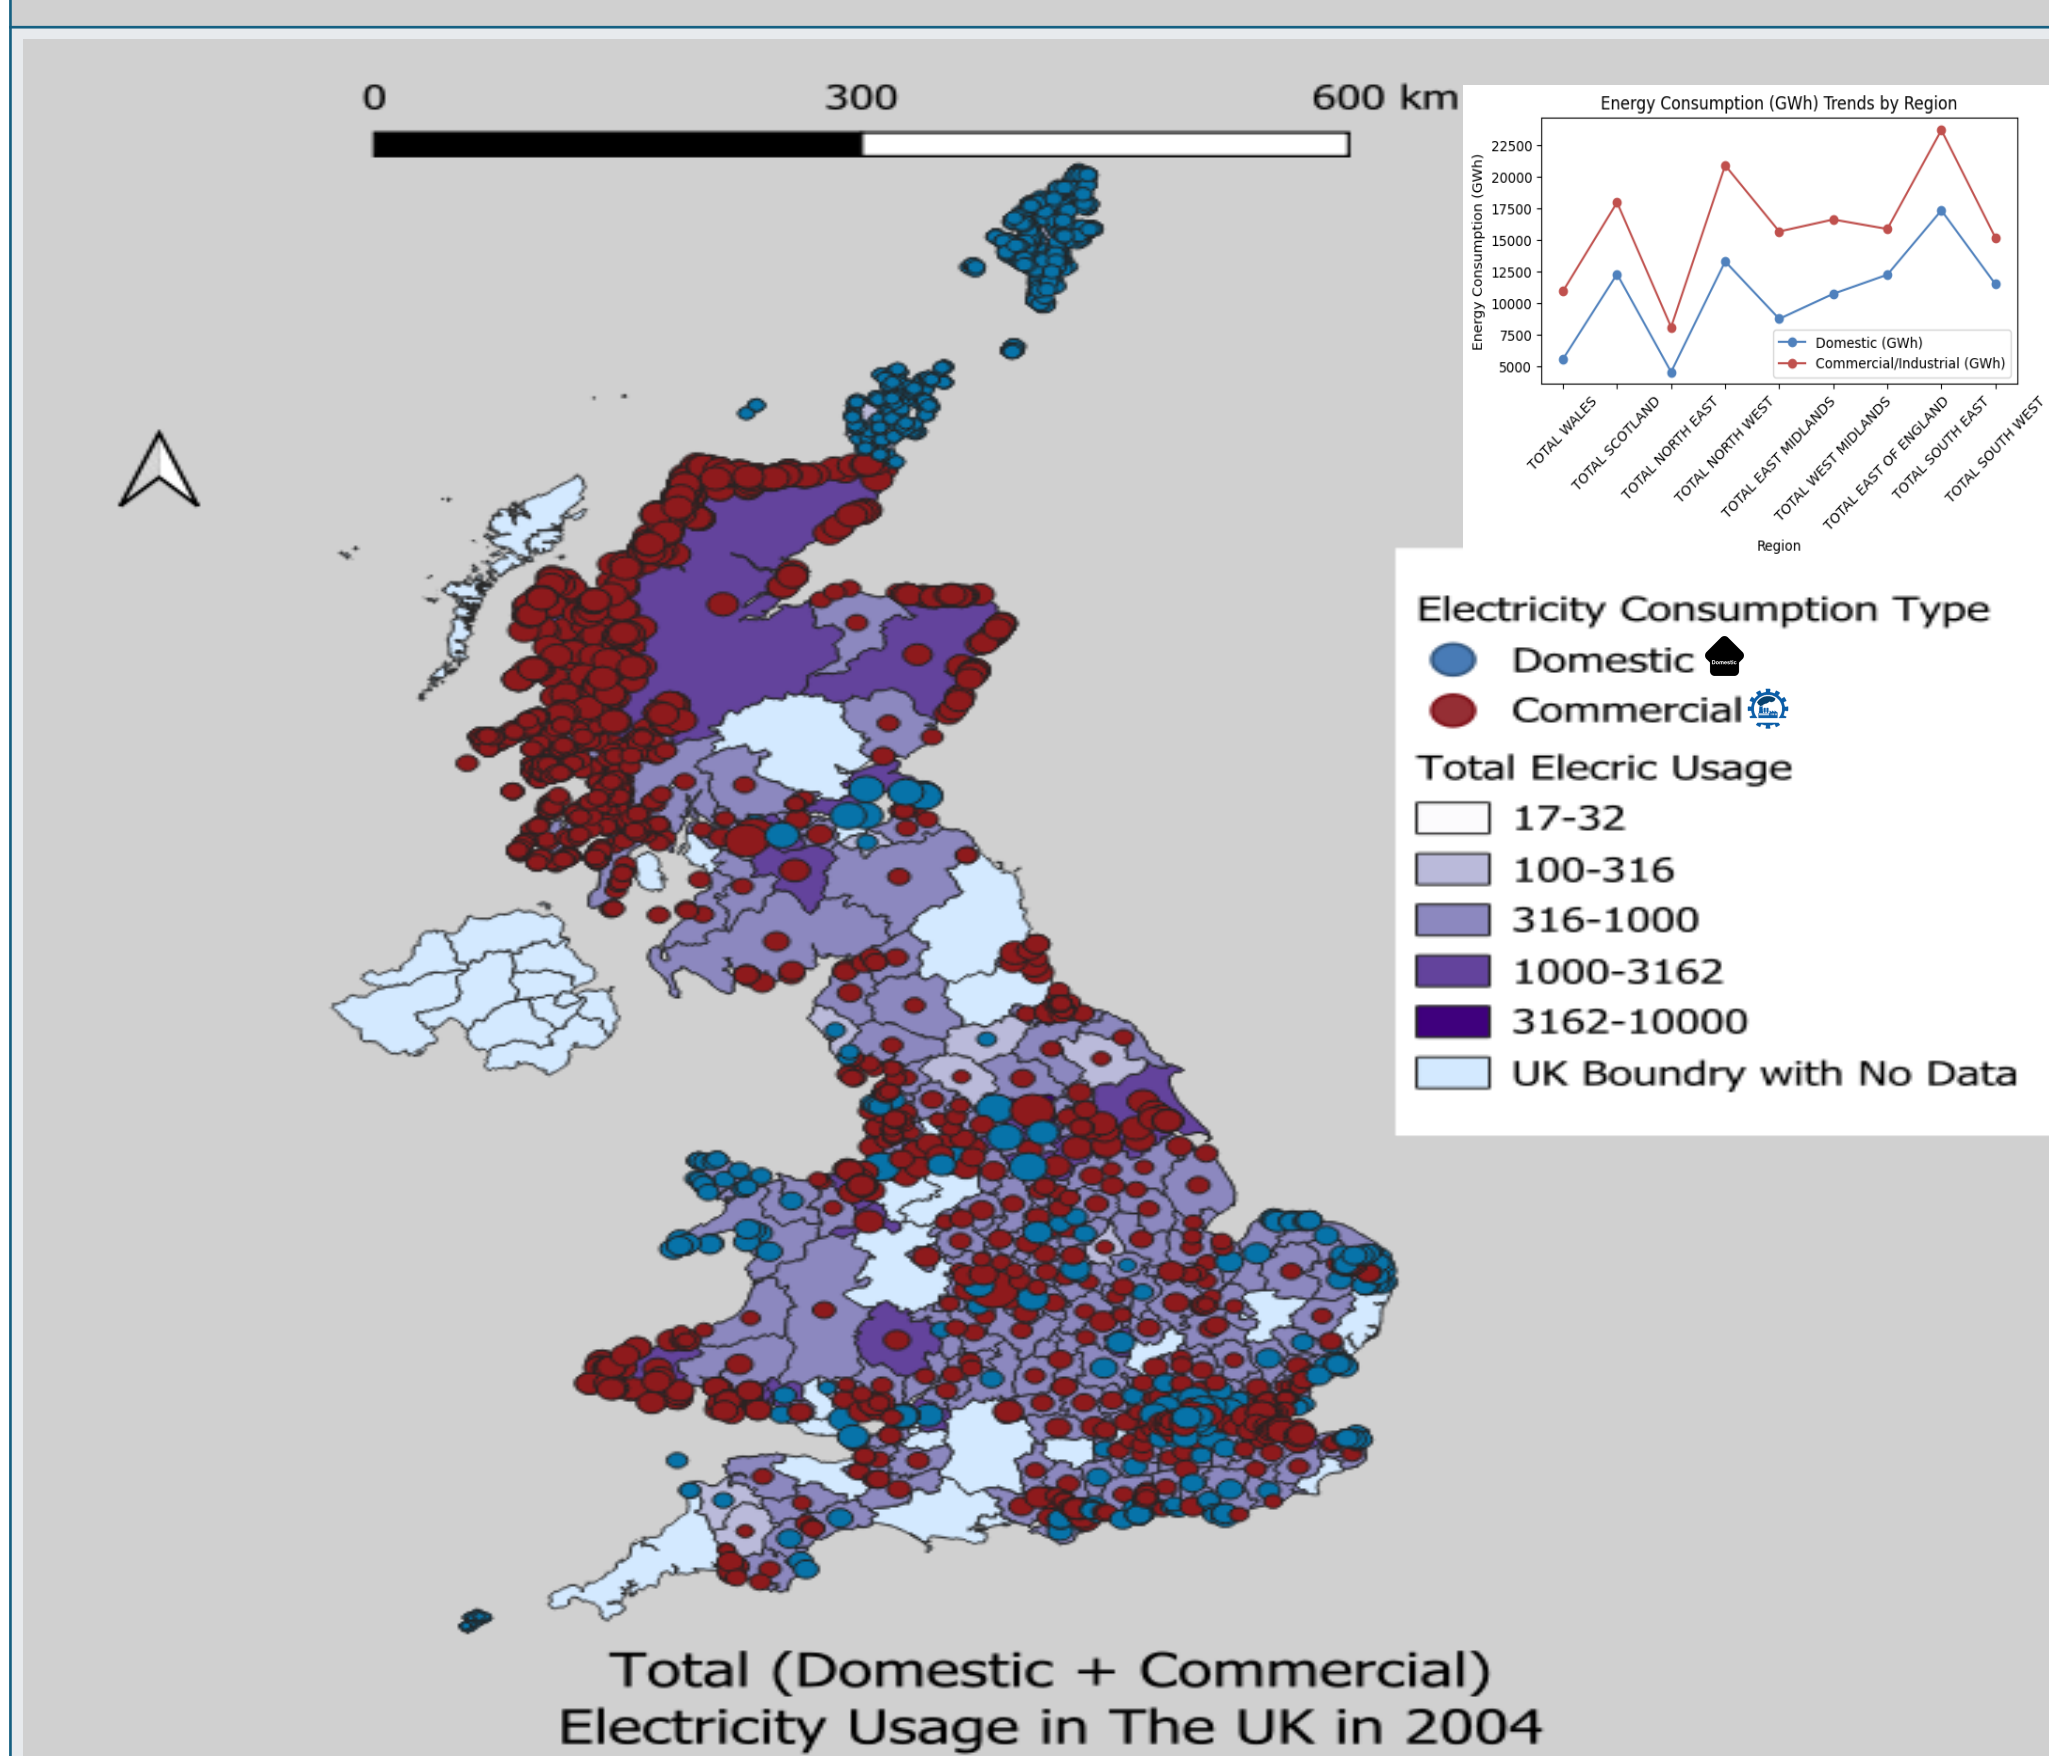 0 300 600 km
Energy Consumption (GWh) Trends by Region
Energy Consumption (GWh)
22500
20000
17500
15000
12500
10000
7500
5000
Domestic (GWh)
Commercial/Industrial (GWh)
TOTAL WALES
TOTAL SCOTLAND
TOTAL NORTH EAST
TOTAL NORTH WEST
TOTAL EAST MIDLANDS
TOTAL WEST MIDLANDS
TOTAL EAST OF ENGLAND
TOTAL SOUTH EAST
TOTAL SOUTH WEST
Region
Electricity Consumption Type
Domestic Domestic
Commercial
Total Elecric Usage
17-32
100-316
316-1000
1000-3162
3162-10000
UK Boundry with No Data
Total (Domestic + Commercial)
Electricity Usage in The UK in 2004